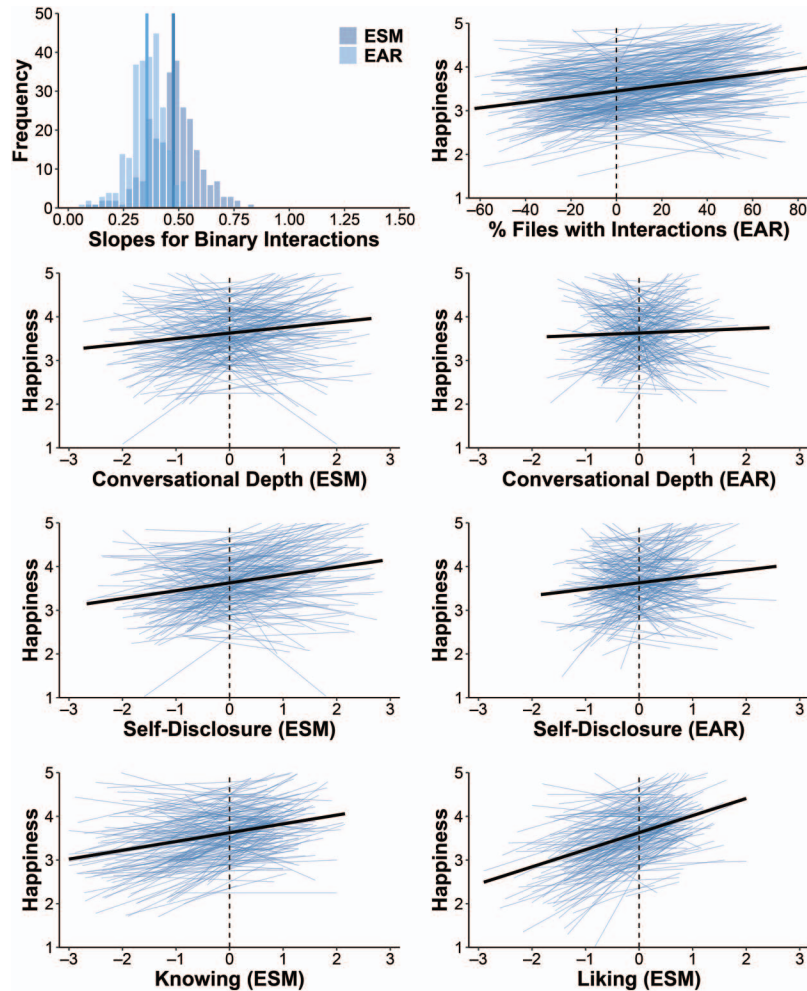 50
40
30
20
10
0
Frequency
ESM
EAR
0.00 0.25 0.50 0.75 1.00 1.25 1.50
Slopes for Binary Interactions
5
4
3
2
1
Happiness
–60 –40 –20 0 20 40 60 80
% Files with Interactions (EAR)
5
4
3
2
1
Happiness
–3 –2 –1 0 1 2 3
Conversational Depth (ESM)
5
4
3
2
1
Happiness
–3 –2 –1 0 1 2 3
Conversational Depth (EAR)
5
4
3
2
1
Happiness
–3 –2 –1 0 1 2 3
Self-Disclosure (ESM)
5
4
3
2
1
Happiness
–3 –2 –1 0 1 2 3
Self-Disclosure (EAR)
5
4
3
2
1
Happiness
–3 –2 –1 0 1 2 3
Knowing (ESM)
5
4
3
2
1
Happiness
–3 –2 –1 0 1 2 3
Liking (ESM)